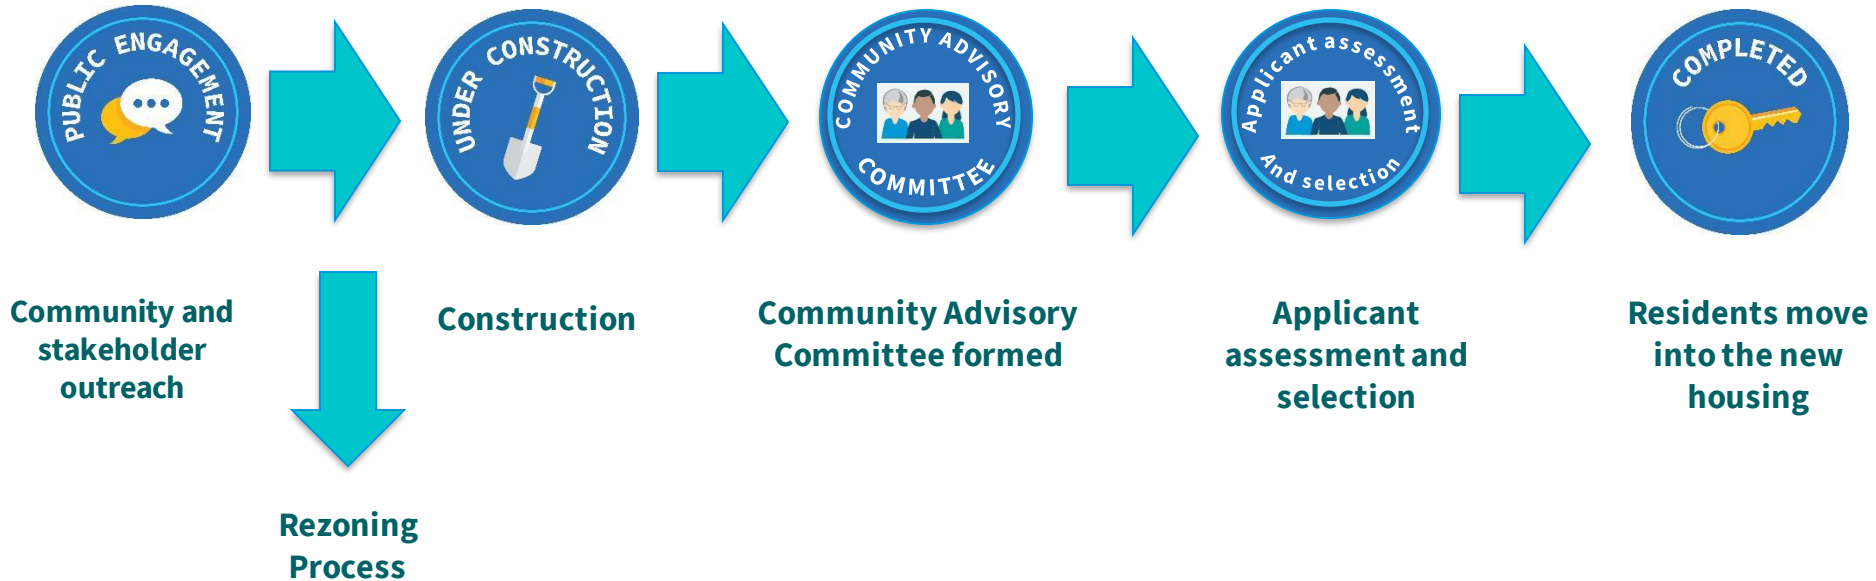 PUBLIC ENGAGEMENT
UNDER CONSTRUCTION
COMMUNITY ADVISORY
COMMITTEE
Applicant assessment
And selection
COMPLETED
Community and
stakeholder
outreach
Construction
Community Advisory
Committee formed
Applicant
assessment and
selection
Residents move
into the new
housing
Rezoning
Process